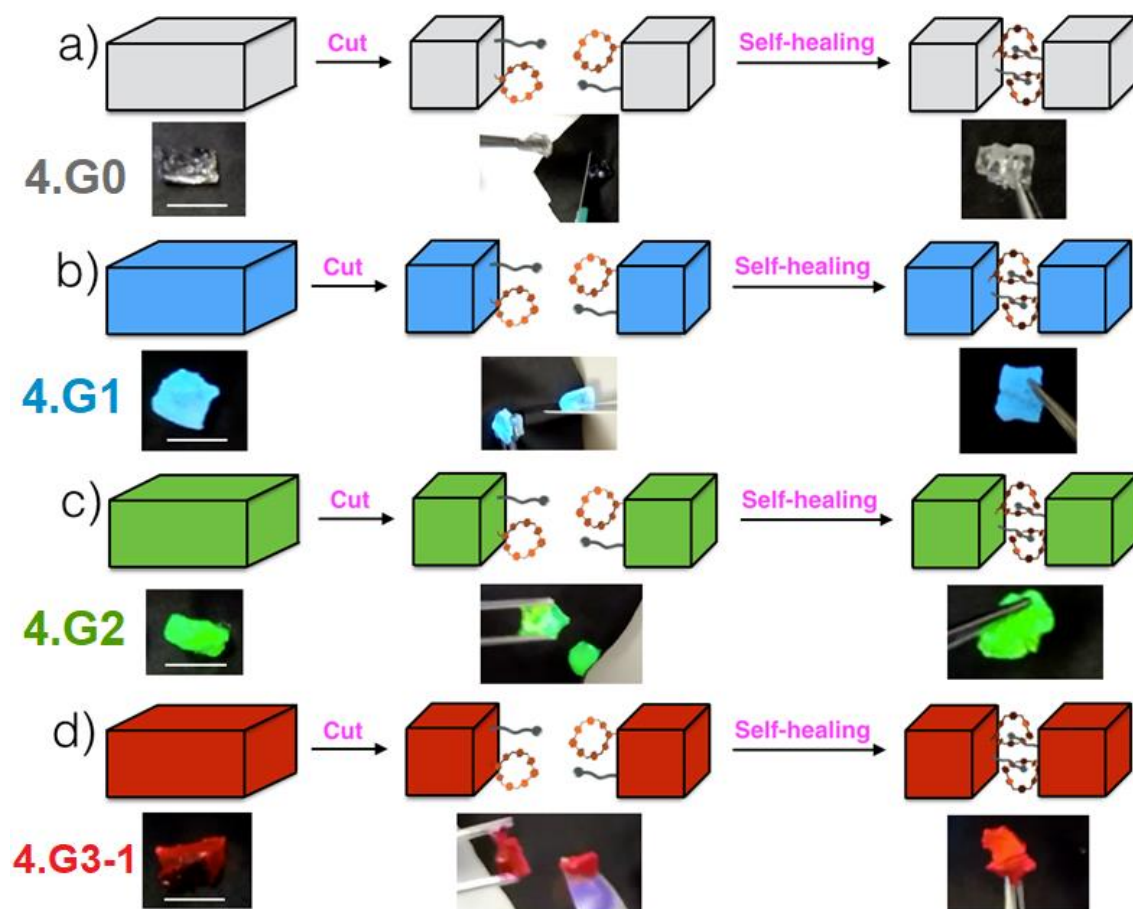 a) Cut Self-healing
4.G0
b) Cut Self-healing
4.G1
c) Cut Self-healing
4.G2
d) Cut Self-healing
4.G3-1